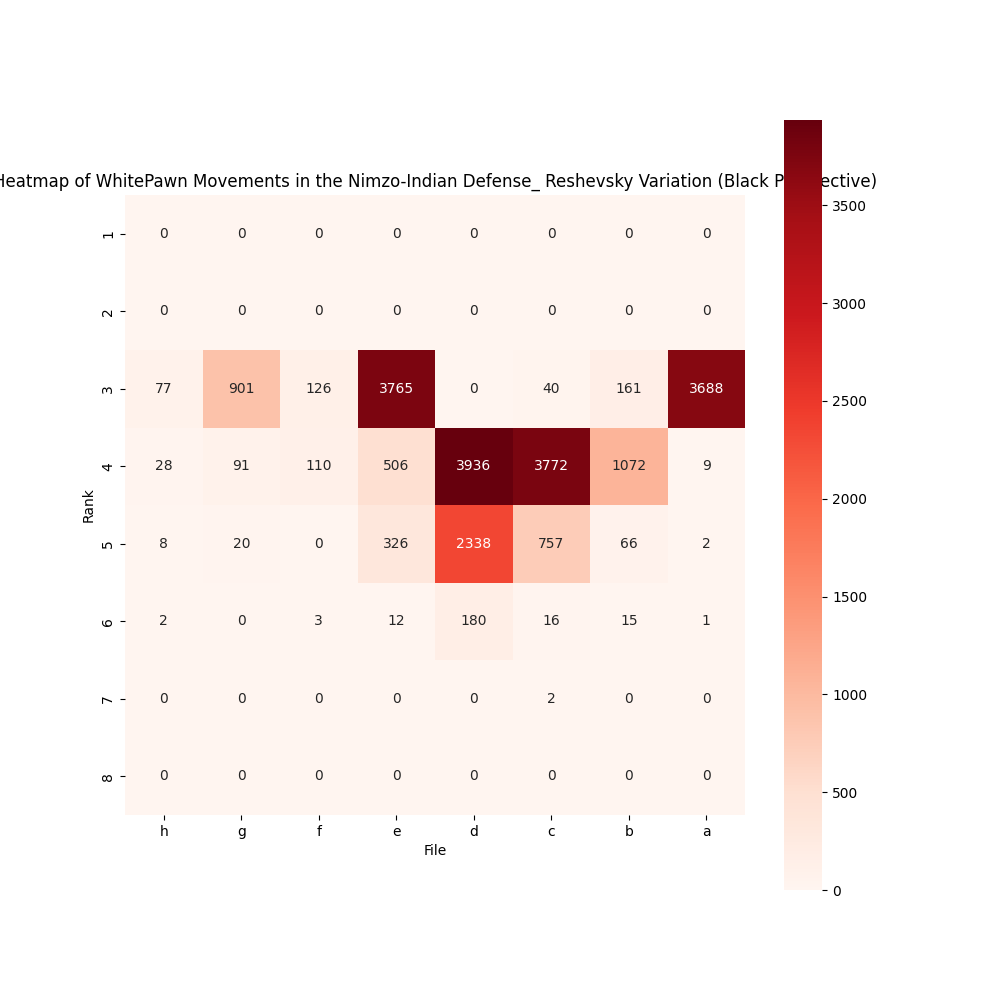 Heatmap of WhitePawn Movements in the Nimzo-Indian Defense_ Reshevsky Variation (Black P ective)
1 0 0 0 0 0 0 0 0
2 0 0 0 0 0 0 0 0
3 77 901 126 3765 0 40 161 3688
4 28 91 110 506 3936 3772 1072 9
5 8 20 0 326 2338 757 66 2
6 2 0 3 12 180 16 15 1
7 0 0 0 0 0 2 0 0
8 0 0 0 0 0 0 0 0
Rank
h g f e d c b a
File
3500
3000
2500
2000
1500
1000
500
0